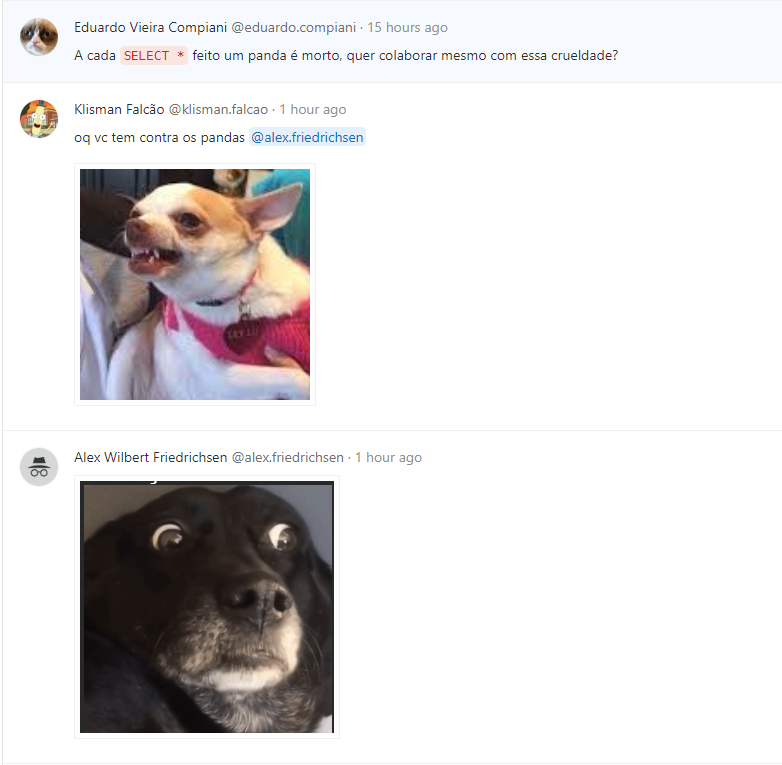 Eduardo Vieira Compiani @eduardo.compiani · 15 hours ago
A cada SELECT * feito um panda é morto, quer colaborar mesmo com essa crueldade?
Klisman Falcão @klisman.falcao · 1 hour ago
oq vc tem contra os pandas @alex.friedrichsen
Alex Wilbert Friedrichsen @alex.friedrichsen · 1 hour ago